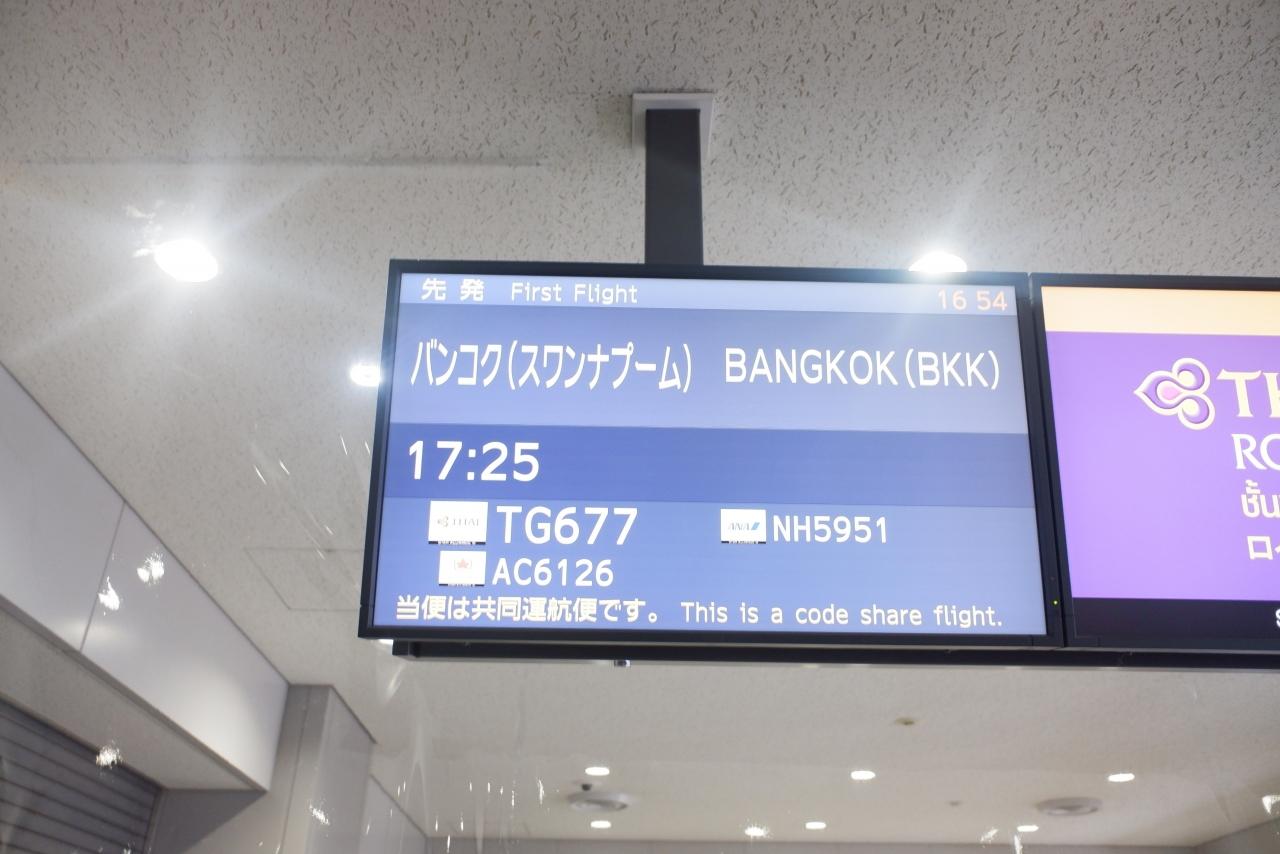 先発 First Flight 16 54
バンコク(スワンナプーム) BANGKOK(BKK)
17:25
THAI TG677 ANA NH5951
AC6126
当便は共同運航便です。 This is a code share flight.